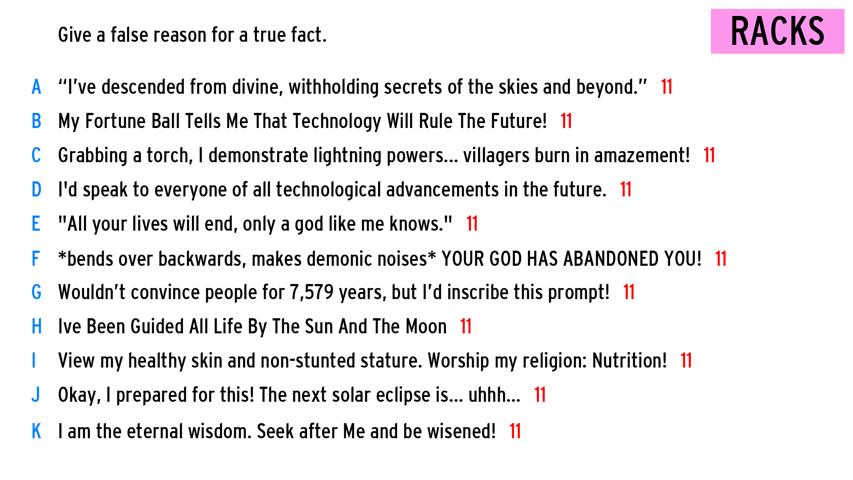 RACKS
Give a false reason for a true fact.
A “I’ve descended from divine, withholding secrets of the skies and beyond.” 11
B My Fortune Ball Tells Me That Technology Will Rule The Future! 11
C Grabbing a torch, I demonstrate lightning powers... villagers burn in amazement! 11
D I'd speak to everyone of all technological advancements in the future. 11
E "All your lives will end, only a god like me knows." 11
F *bends over backwards, makes demonic noises* YOUR GOD HAS ABANDONED YOU! 11
G Wouldn’t convince people for 7,579 years, but I’d inscribe this prompt! 11
H Ive Been Guided All Life By The Sun And The Moon 11
I View my healthy skin and non-stunted stature. Worship my religion: Nutrition! 11
J Okay, I prepared for this! The next solar eclipse is... uhhh... 11
K I am the eternal wisdom. Seek after Me and be wisened! 11